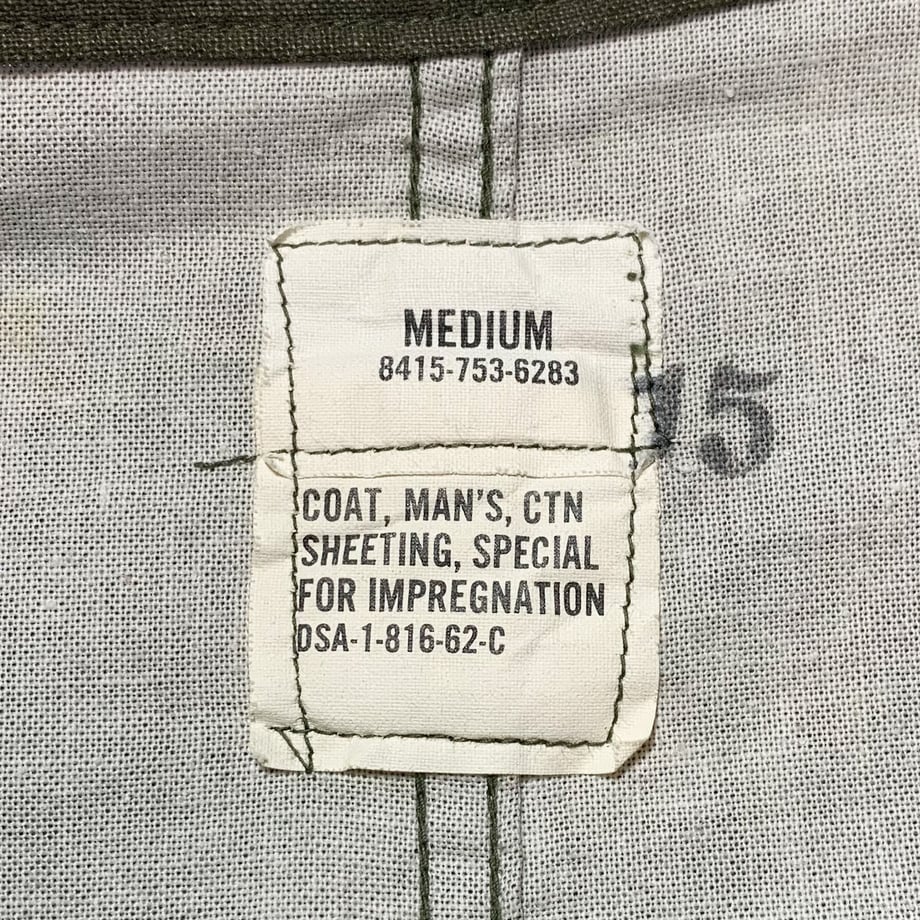 MEDIUM
8415-753-6283
COAT, MAN'S, CTN
SHEETING, SPECIAL
FOR IMPREGNATION
DSA-1-816-62-C